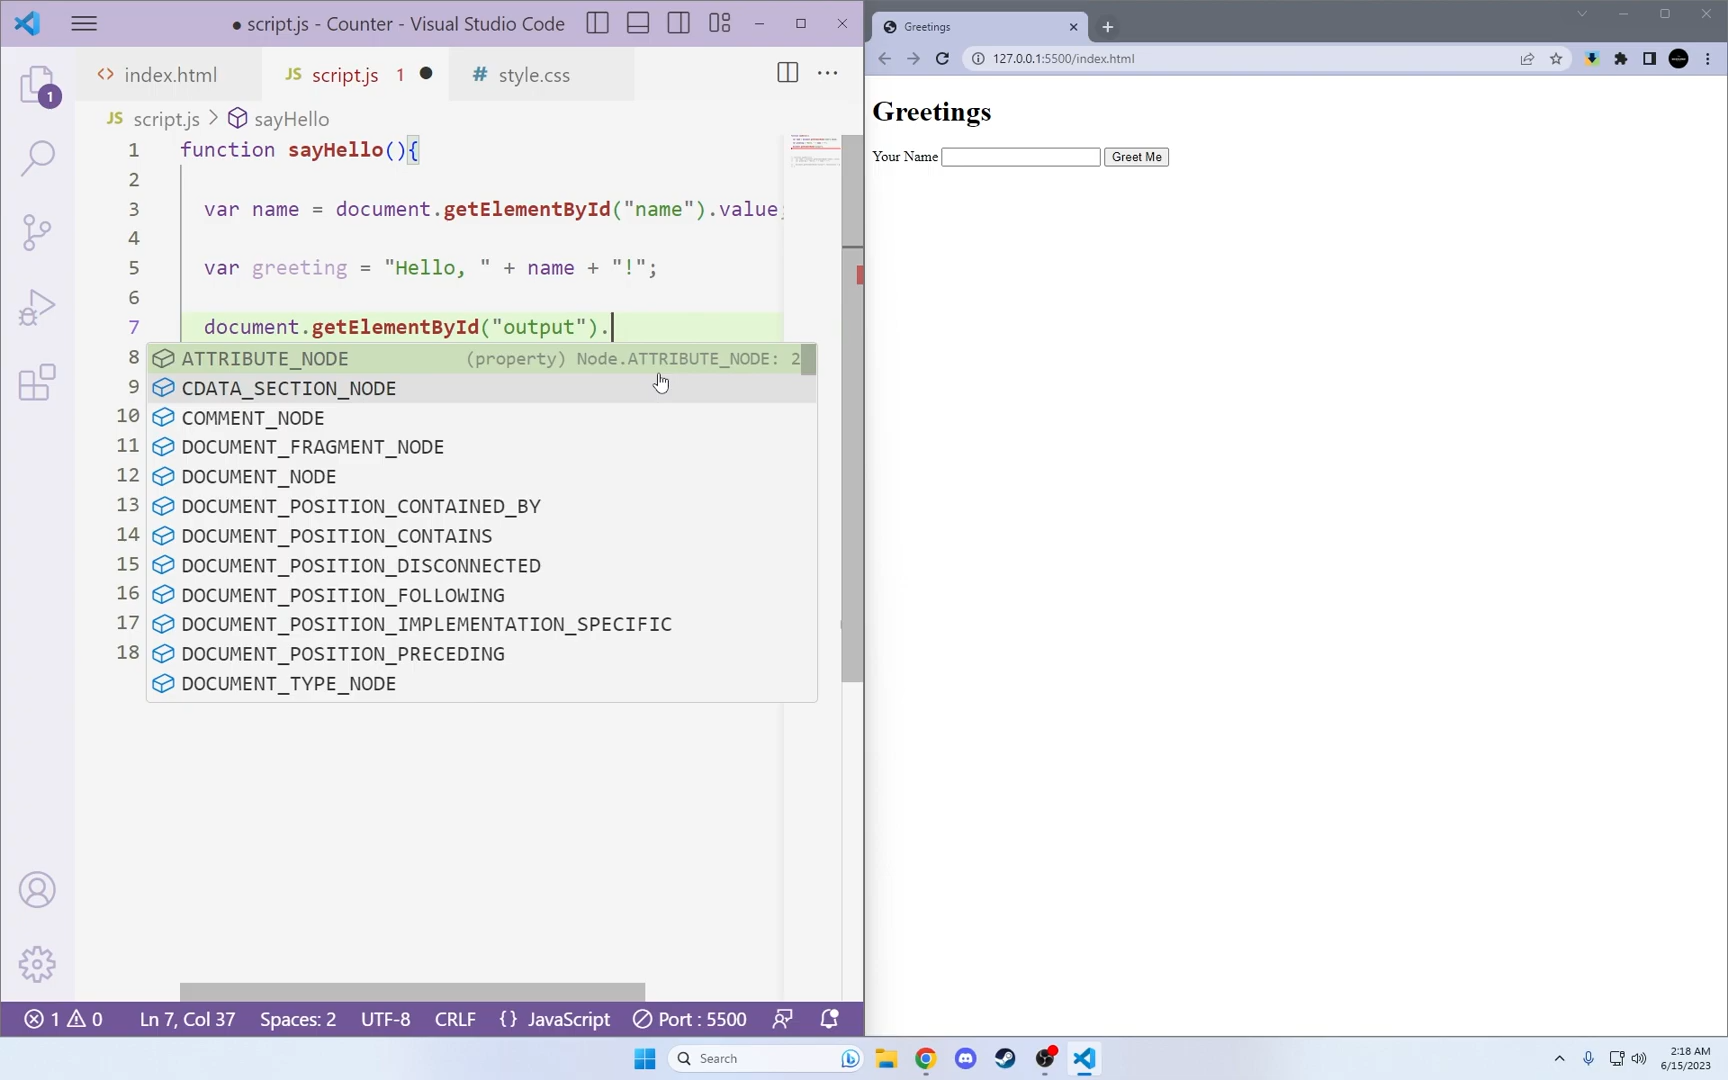 ● script.js - Counter - Visual Studio Code
index.html
JS script.js 1 ●
# style.css
JS script.js > sayHello
1 function sayHello(){
2
3 var name = document.getElementById("name").value
4
5 var greeting = "Hello, " + name + "!";
6
7 document.getElementById("output").
8 ATTRIBUTE_NODE (property) Node.ATTRIBUTE_NODE: 2
9 CDATA_SECTION_NODE
10 COMMENT_NODE
11 DOCUMENT_FRAGMENT_NODE
12 DOCUMENT_NODE
13 DOCUMENT_POSITION_CONTAINED_BY
14 DOCUMENT_POSITION_CONTAINS
15 DOCUMENT_POSITION_DISCONNECTED
16 DOCUMENT_POSITION_FOLLOWING
17 DOCUMENT_POSITION_IMPLEMENTATION_SPECIFIC
18 DOCUMENT_POSITION_PRECEDING
DOCUMENT_TYPE_NODE
1
1 0 Ln 7, Col 37 Spaces: 2 UTF-8 CRLF {} JavaScript Port : 5500
Greetings
127.0.0.1:5500/index.html
Greetings
Your Name Greet Me
Search
2:18 AM
6/15/2023